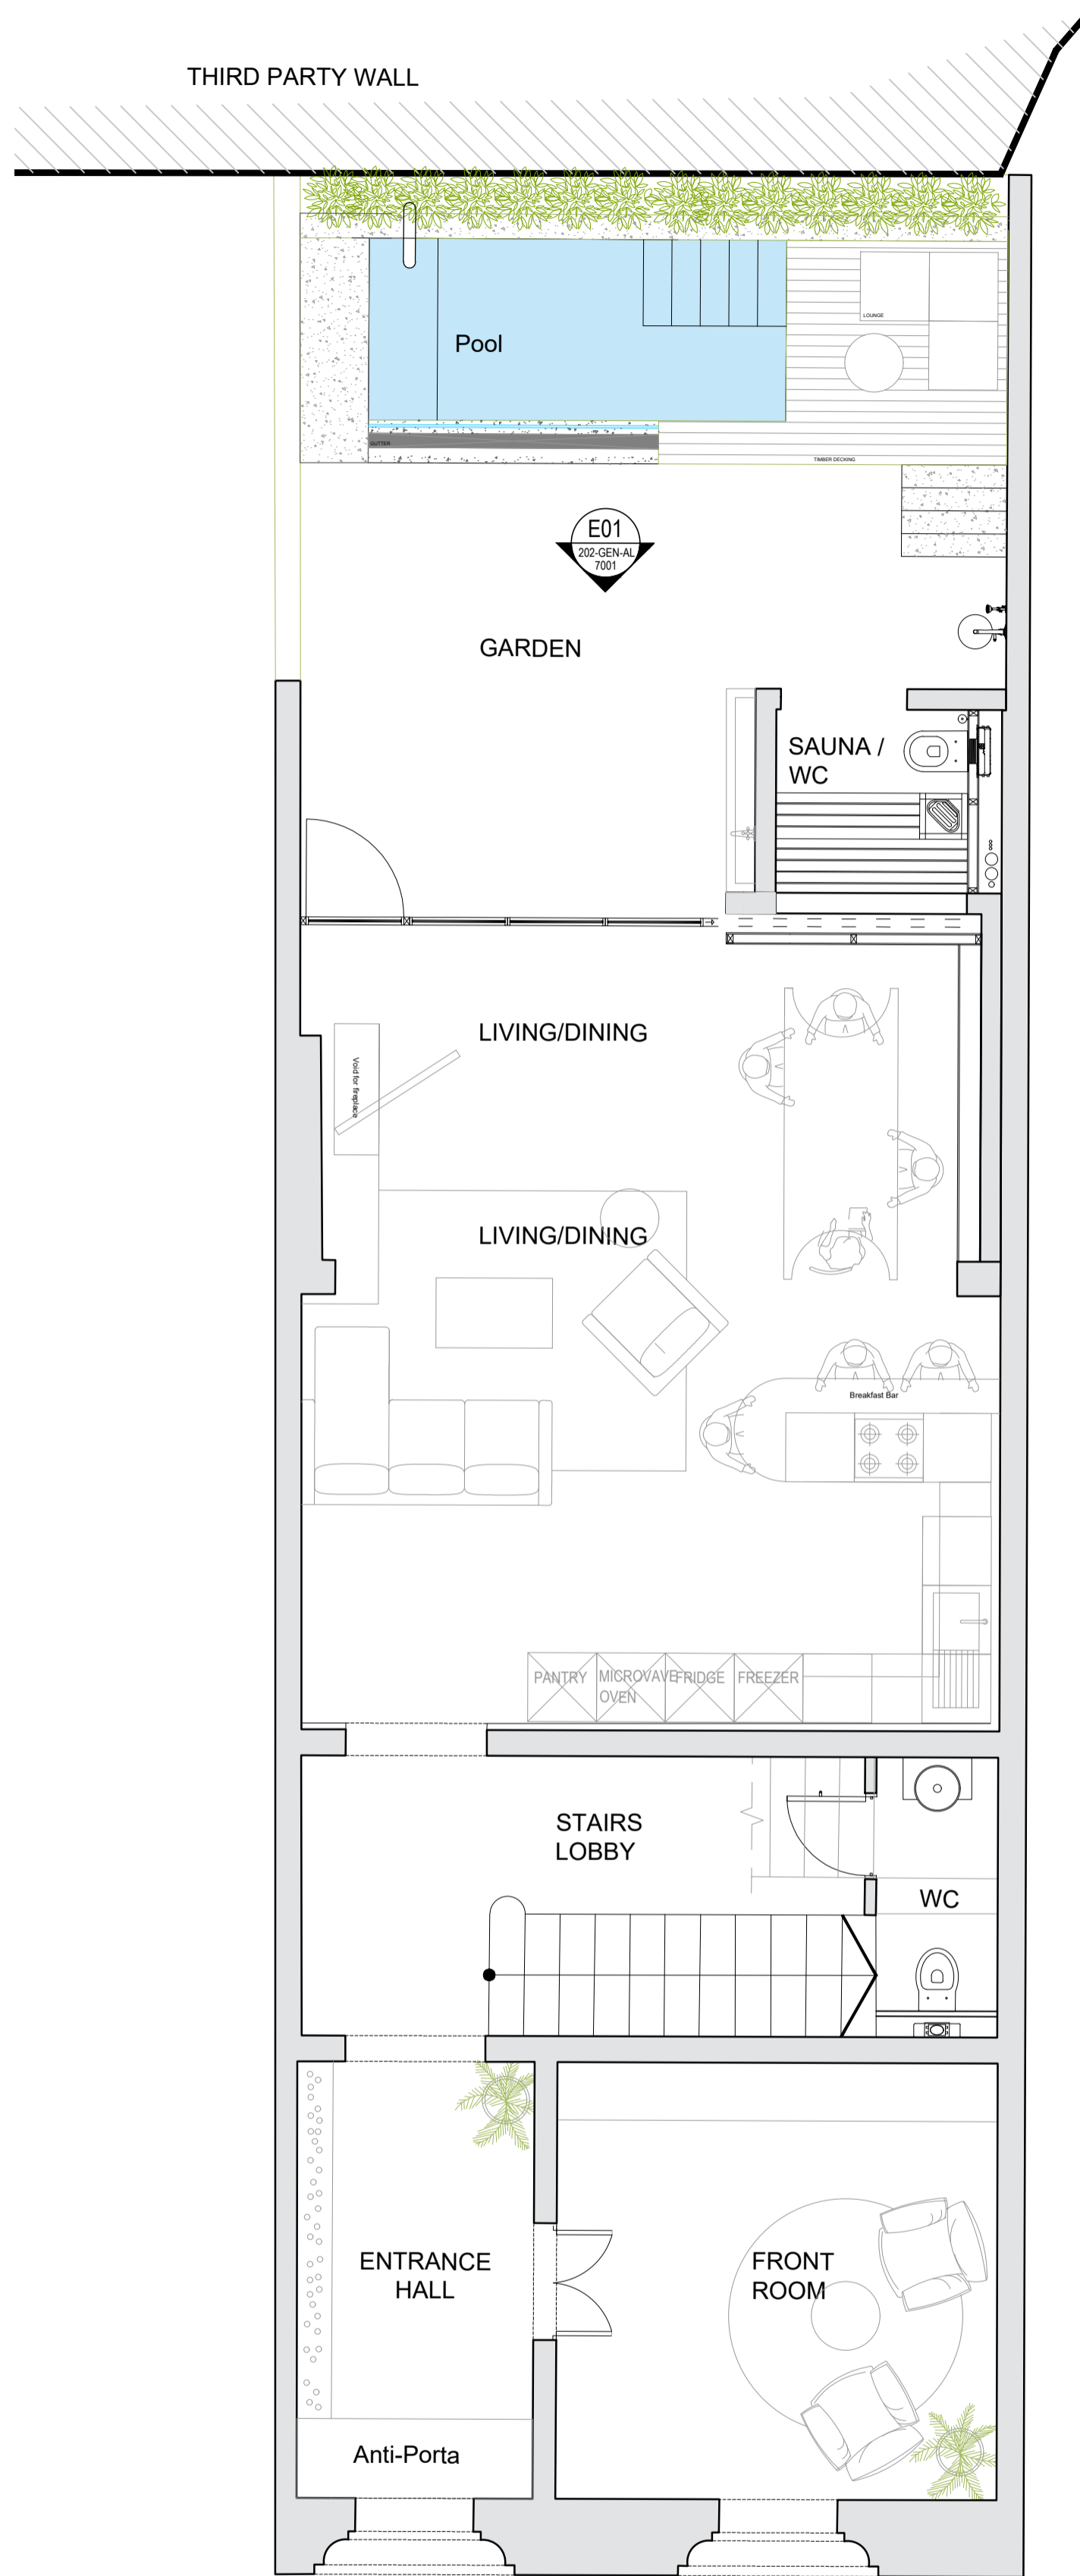 THIRD PARTY WALL
LOUNGE
Pool
GUTTER
TIMBER DECKING
E01
202-GEN-AL
7001
GARDEN
SAUNA /
WC
LIVING/DINING
Void for fireplace
LIVING/DINING
Breakfast Bar
PANTRY
MICROVAVE
OVEN
FRIDGE
FREEZER
STAIRS
LOBBY
WC
ENTRANCE
HALL
FRONT
ROOM
Anti-Porta